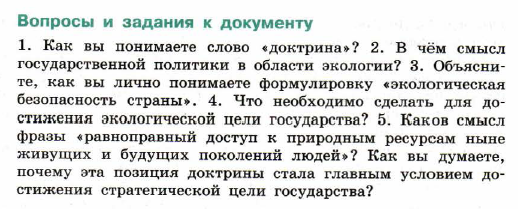 Вопросы и задания к документу
1. Как вы понимаете слово «доктрина»? 2. В чём смысл
государственной политики в области экологии? 3. Объясни-
те, как вы лично понимаете формулировку «экологическая
безопасность страны». 4. Что необходимо сделать для до-
стижения экологической цели государства? 5. Каков смысл
фразы «равноправный доступ к природным ресурсам ныне
живущих и будущих поколений людей»? Как вы думаете,
почему эта позиция доктрины стала главным условием до-
стижения стратегической цели государства?